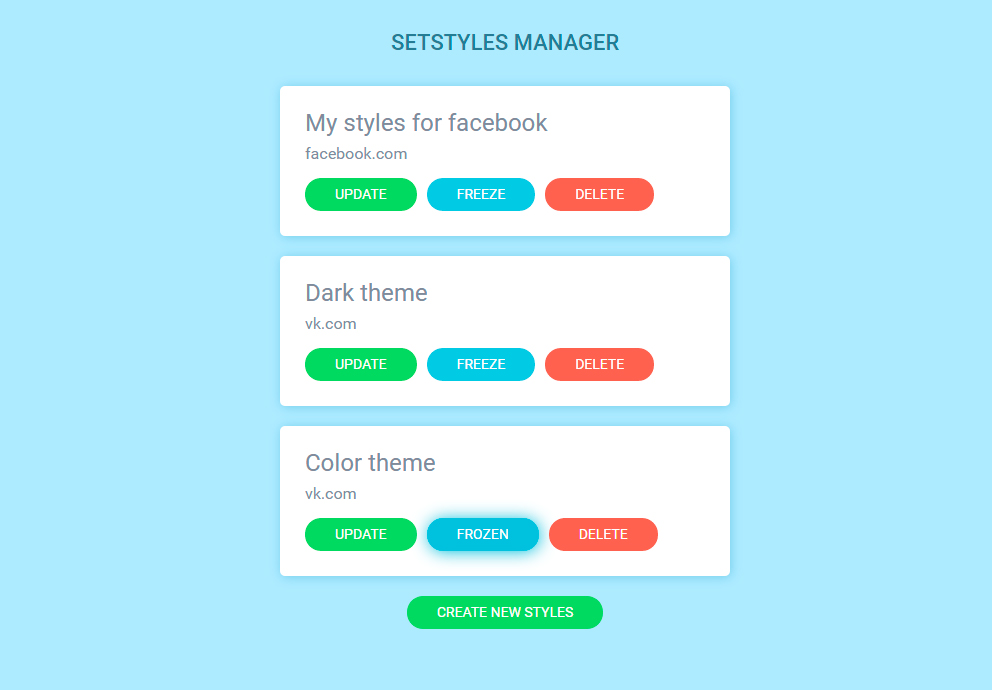 SETSTYLES MANAGER
My styles for facebook
facebook.com
UPDATE FREEZE DELETE
Dark theme
vk.com
UPDATE FREEZE DELETE
Color theme
vk.com
UPDATE FROZEN DELETE
CREATE NEW STYLES